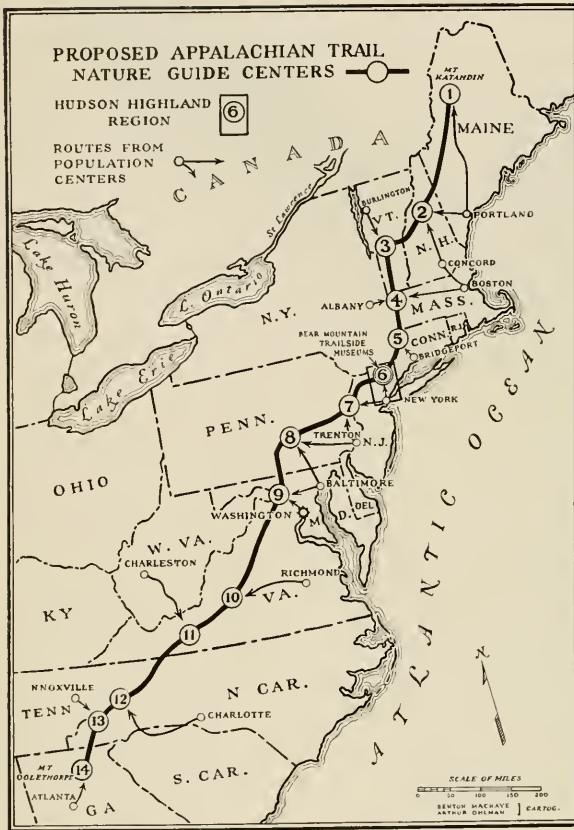 PROPOSED APPALACHIAN TRAIL
NATURE GUIDE CENTERS
HUDSON HIGHLAND
REGION
6
ROUTES FROM
POPULATION
CENTERS
CANADA
MT
KATAHDIN
1
MAINE
Lake Huron
L. Ontario
St Lawrence
Lake Erie
BURLINGTON
VT.
2
PORTLAND
3
N.H.
CONCORD
BOSTON
N.Y.
ALBANY
4
MASS.
BEAR MOUNTAIN
TRAILSIDE
MUSEUMS
5
CONN.
R.I.
BRIDGEPORT
6
NEW YORK
PENN.
7
8
TRENTON
N.J.
OHIO
9
BALTIMORE
WASHINGTON
M D.
DEL
W. VA.
CHARLESTON
RICHMOND
KY
10
VA.
11
ATLANTIC OCEAN
NNOXVILLE
TENN
12
N CAR.
13
CHARLOTTE
MT
OGLETHORPE
14
S. CAR.
ATLANTA
GA
N
SCALE OF MILES
0 50 100 150 200
BENTON MACKAYE
ARTHUR OHLMAN
CARTOG.